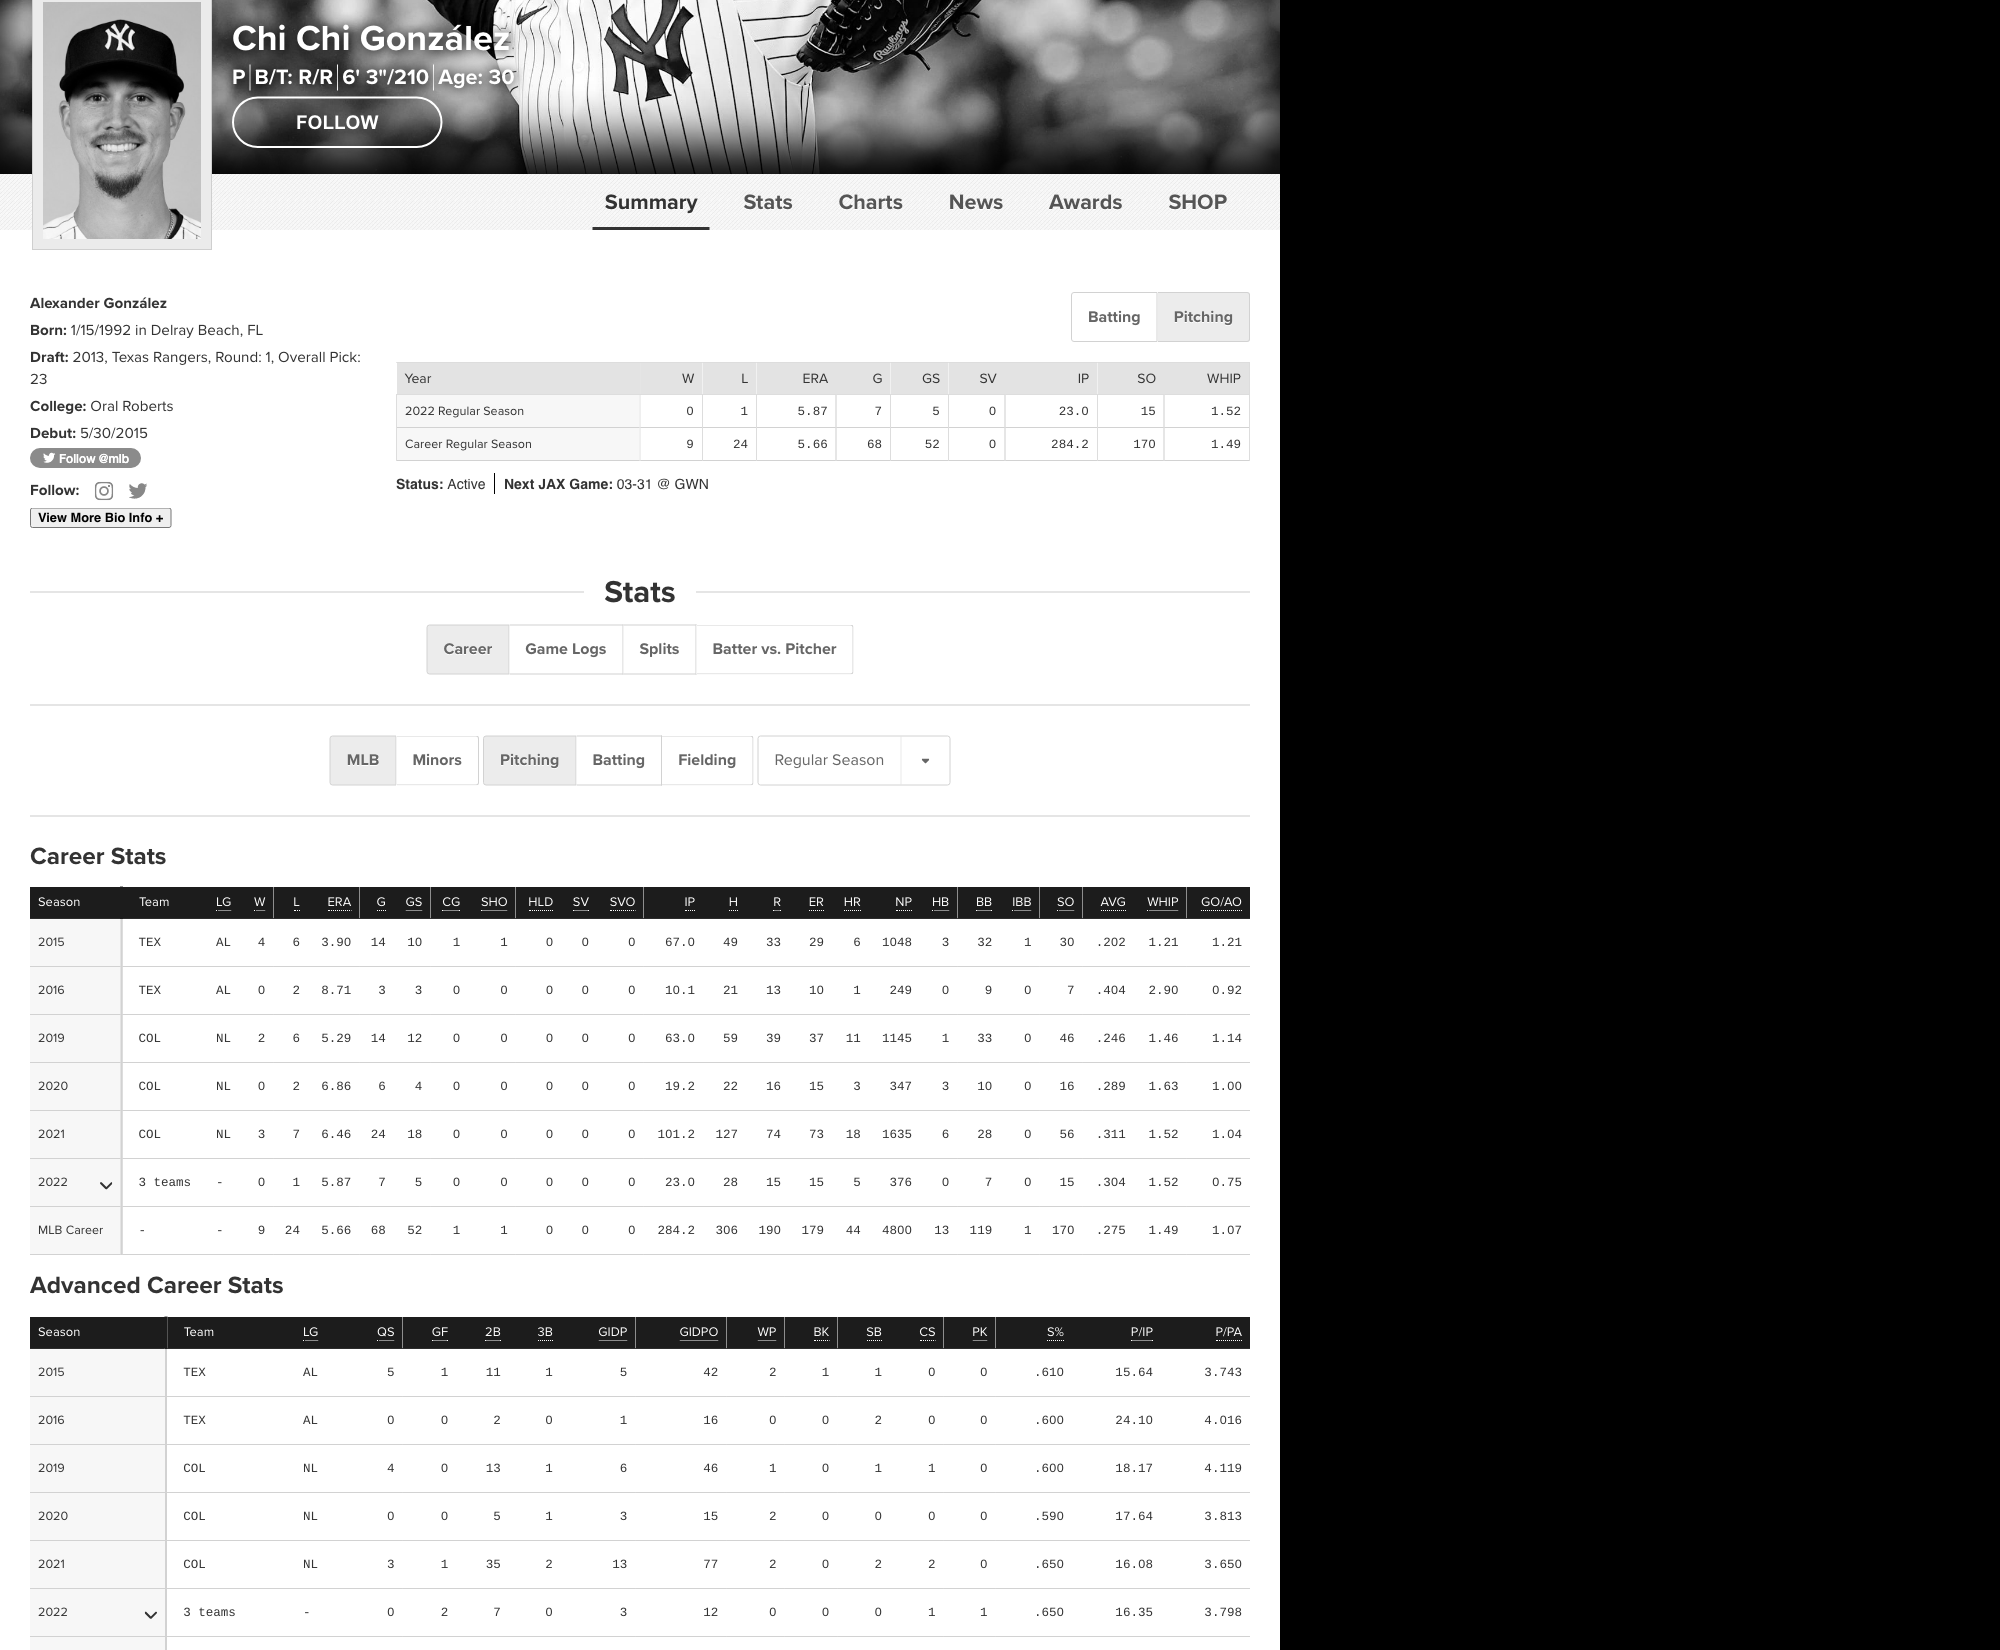 Chi Chi González
P B/T: R/R 6' 3"/210 Age: 30
FOLLOW
Summary Stats Charts News Awards SHOP
Alexander González
Born: 1/15/1992 in Delray Beach, FL
Draft: 2013, Texas Rangers, Round: 1, Overall Pick:
23
College: Oral Roberts
Debut: 5/30/2015
Follow @mlb
Follow:
View More Bio Info +
Batting Pitching
Year W L ERA G GS SV IP SO WHIP
2022 Regular Season 0 1 5.87 7 5 0 23.0 15 1.52
Career Regular Season 9 24 5.66 68 52 0 284.2 170 1.49
Status: Active Next JAX Game: 03-31 @ GWN
Stats
Career Game Logs Splits Batter vs. Pitcher
MLB Minors Pitching Batting Fielding Regular Season
Career Stats
Season Team LG W L ERA G GS CG SHO HLD SV SVO IP H R ER HR NP HB BB IBB SO AVG WHIP GO/AO
2015 TEX AL 4 6 3.90 14 10 1 1 0 0 0 67.0 49 33 29 6 1048 3 32 1 30 .202 1.21 1.21
2016 TEX AL 0 2 8.71 3 3 0 0 0 0 0 10.1 21 13 10 1 249 0 9 0 7 .404 2.90 0.92
2019 COL NL 2 6 5.29 14 12 0 0 0 0 0 63.0 59 39 37 11 1145 1 33 0 46 .246 1.46 1.14
2020 COL NL 0 2 6.86 6 4 0 0 0 0 0 19.2 22 16 15 3 347 3 10 0 16 .289 1.63 1.00
2021 COL NL 3 7 6.46 24 18 0 0 0 0 0 101.2 127 74 73 18 1635 6 28 0 56 .311 1.52 1.04
2022 3 teams - 0 1 5.87 7 5 0 0 0 0 0 23.0 28 15 15 5 376 0 7 0 15 .304 1.52 0.75
MLB Career - - 9 24 5.66 68 52 1 1 0 0 0 284.2 306 190 179 44 4800 13 119 1 170 .275 1.49 1.07
Advanced Career Stats
Season Team LG QS GF 2B 3B GIDP GIDPO WP BK SB CS PK S% P/IP P/PA
2015 TEX AL 5 1 11 1 5 42 2 1 1 0 0 .610 15.64 3.743
2016 TEX AL 0 0 2 0 1 16 0 0 2 0 0 .600 24.10 4.016
2019 COL NL 4 0 13 1 6 46 1 0 1 1 0 .600 18.17 4.119
2020 COL NL 0 0 5 1 3 15 2 0 0 0 0 .590 17.64 3.813
2021 COL NL 3 1 35 2 13 77 2 0 2 2 0 .650 16.08 3.650
2022 3 teams - 0 2 7 0 3 12 0 0 0 1 1 .650 16.35 3.798